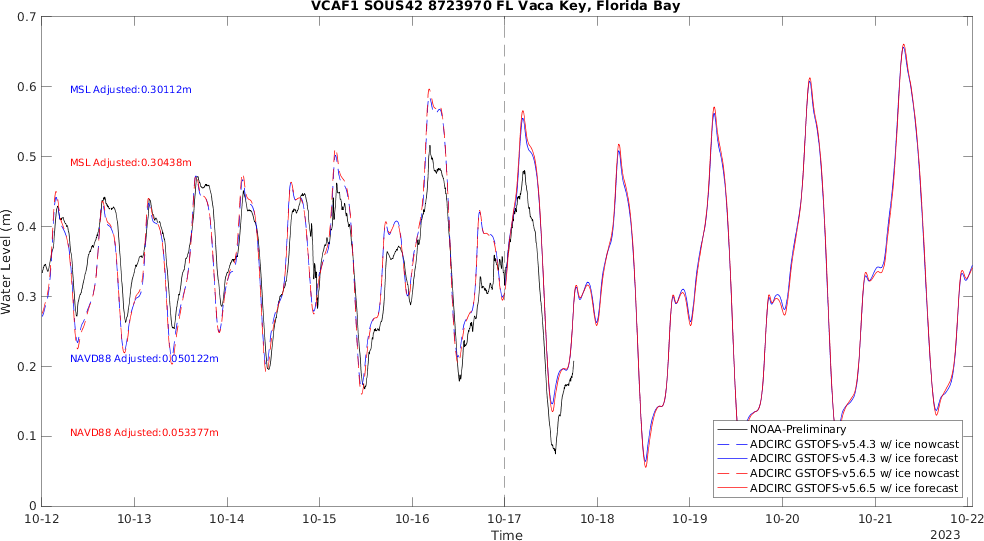 VCAF1 SOUS42 8723970 FL Vaca Key, Florida Bay
Water Level (m)
0.7
0.6
0.5
0.4
0.3
0.2
0.1
0
MSL Adjusted:0.30112m
MSL Adjusted:0.30438m
NAVD88 Adjusted:0.050122m
NAVD88 Adjusted:0.053377m
NOAA-Preliminary
ADCIRC GSTOFS-v5.4.3 w/ ice nowcast
ADCIRC GSTOFS-v5.4.3 w/ ice forecast
ADCIRC GSTOFS-v5.6.5 w/ ice nowcast
ADCIRC GSTOFS-v5.6.5 w/ ice forecast
10-12 10-13 10-14 10-15 10-16 10-17 10-18 10-19 10-20 10-21 10-22
Time
2023